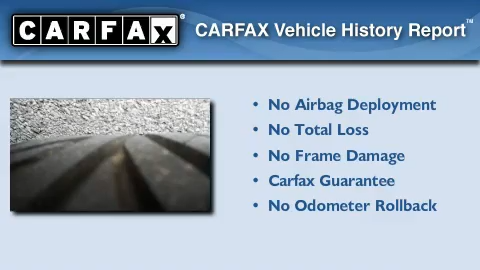 CARFAX® CARFAX Vehicle History Report™
• No Airbag Deployment
• No Total Loss
• No Frame Damage
• Carfax Guarantee
• No Odometer Rollback